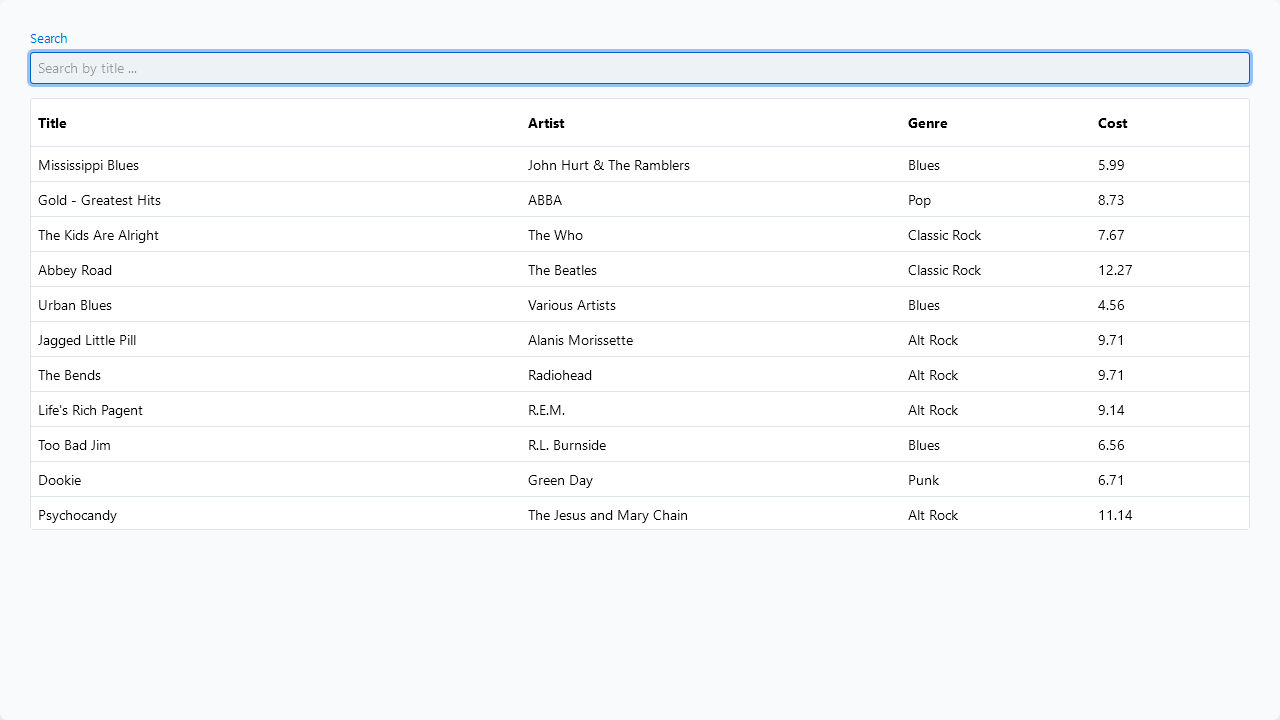 Search
Search by title ...
Title Artist Genre Cost
Mississippi Blues John Hurt & The Ramblers Blues 5.99
Gold - Greatest Hits ABBA Pop 8.73
The Kids Are Alright The Who Classic Rock 7.67
Abbey Road The Beatles Classic Rock 12.27
Urban Blues Various Artists Blues 4.56
Jagged Little Pill Alanis Morissette Alt Rock 9.71
The Bends Radiohead Alt Rock 9.71
Life's Rich Pagent R.E.M. Alt Rock 9.14
Too Bad Jim R.L. Burnside Blues 6.56
Dookie Green Day Punk 6.71
Psychocandy The Jesus and Mary Chain Alt Rock 11.14